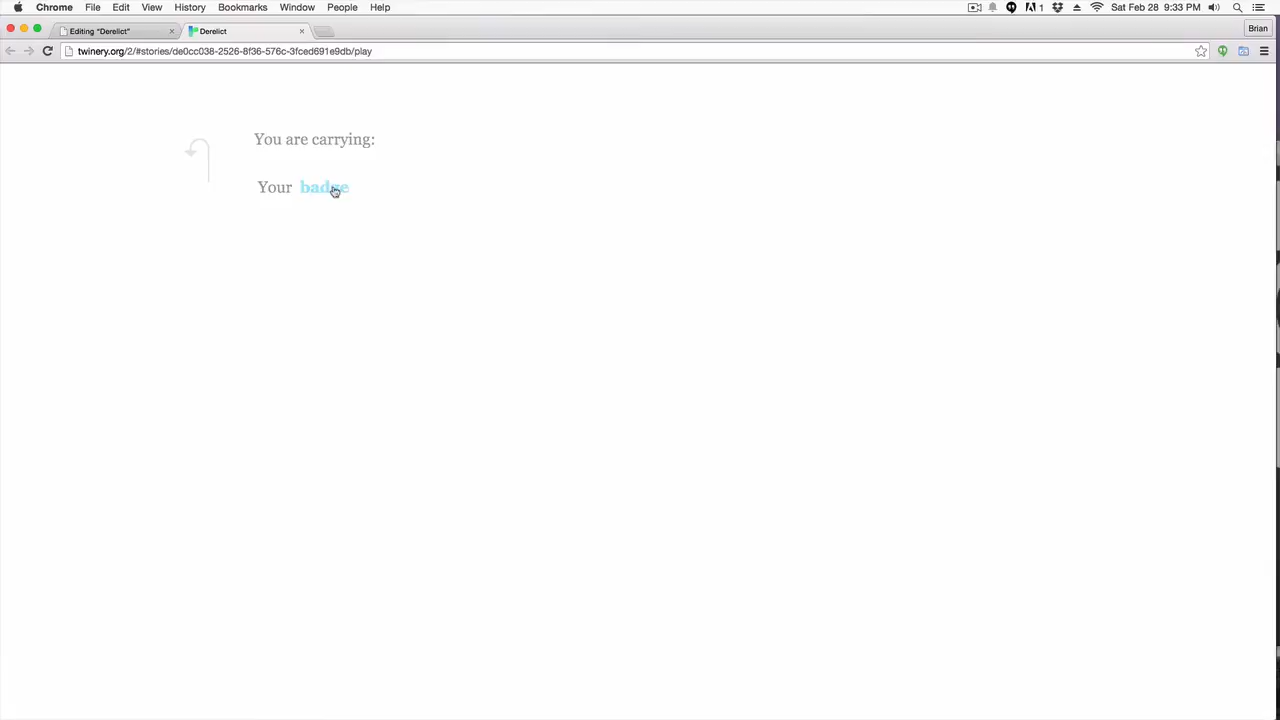 Chrome File Edit View History Bookmarks Window People Help 1 Sat Feb 28 9:33 PM
Editing "Derelict" Derelict Brian
twinery.org/2/#stories/de0cc038-2526-8f36-576c-3fced691e9db/play
You are carrying:
Your badge